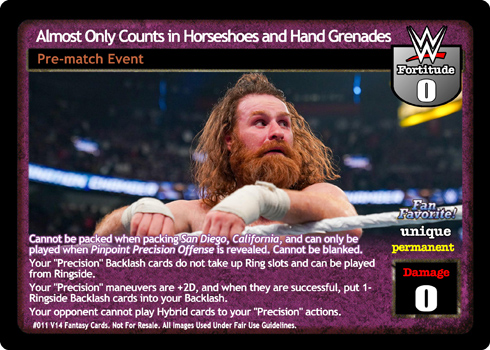 Almost Only Counts in Horseshoes and Hand Grenades
Pre-match Event
Fortitude
0
Cannot be packed when packing San Diego, California, and can only be
played when Pinpoint Precision Offense is revealed. Cannot be blanked.
Your "Precision" Backlash cards do not take up Ring slots and can be played
from Ringside.
Your "Precision" maneuvers are +2D, and when they are successful, put 1-
Ringside Backlash cards into your Backlash.
Your opponent cannot play Hybrid cards to your "Precision" actions.
#011 V14 Fantasy Cards. Not For Resale. All Images Used Under Fair Use Guidelines.
Fan
Favorite!
unique
permanent
Damage
0